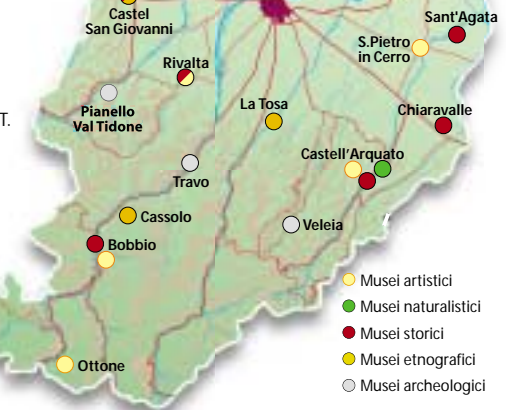 Castel
San Giovanni
Sant'Agata
S.Pietro
in Cerro
Rivalta
Pianello
Val Tidone
La Tosa
Chiaravalle
T.
Castell'Arquato
Travo
Cassolo
Veleia
Bobbio
Ottone
Musei artistici
Musei naturalistici
Musei storici
Musei etnografici
Musei archeologici